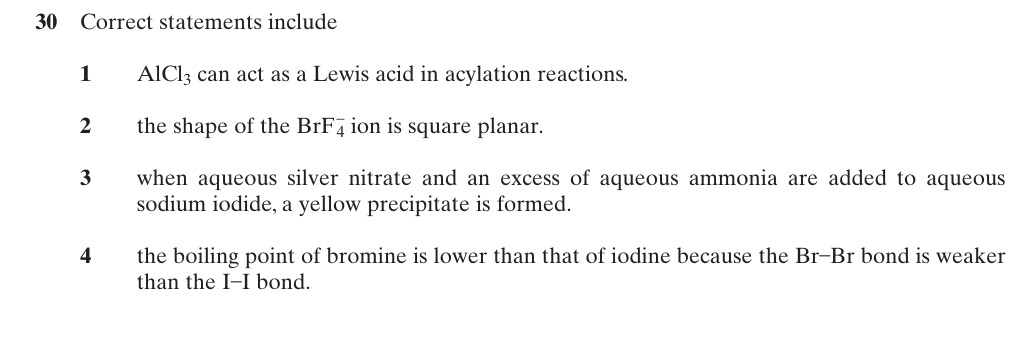 30 Correct statements include
1 AlCl₃ can act as a Lewis acid in acylation reactions.
2 the shape of the BrF₄⁻ ion is square planar.
3 when aqueous silver nitrate and an excess of aqueous ammonia are added to aqueous
sodium iodide, a yellow precipitate is formed.
4 the boiling point of bromine is lower than that of iodine because the Br–Br bond is weaker
than the I–I bond.